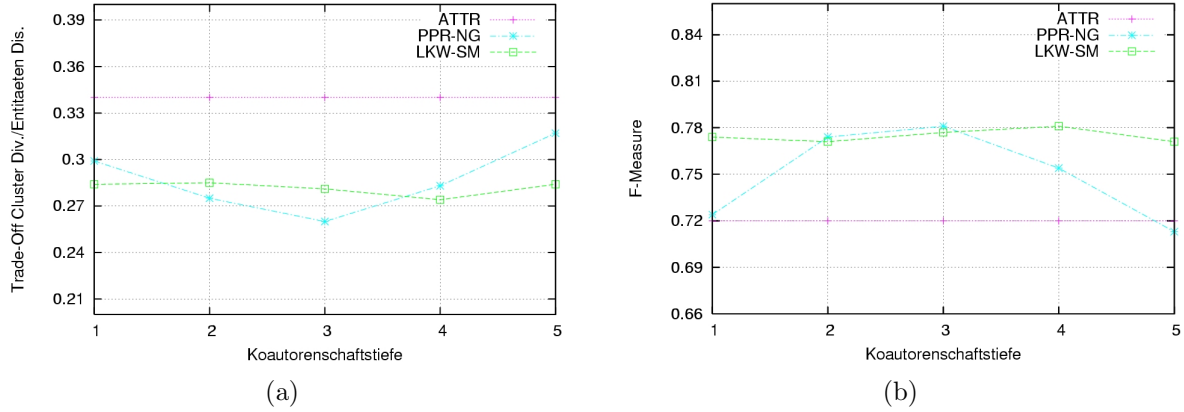 0.39
0.36
0.33
0.3
0.27
0.24
0.21
1
2
3
4
5
Trade-Off Cluster Div./Entitaeten Dis.
Koautorenschaftstiefe
ATTR
PPR-NG
LKW-SM
(a)
0.84
0.81
0.78
0.75
0.72
0.69
0.66
1
2
3
4
5
F-Measure
Koautorenschaftstiefe
ATTR
PPR-NG
LKW-SM
(b)